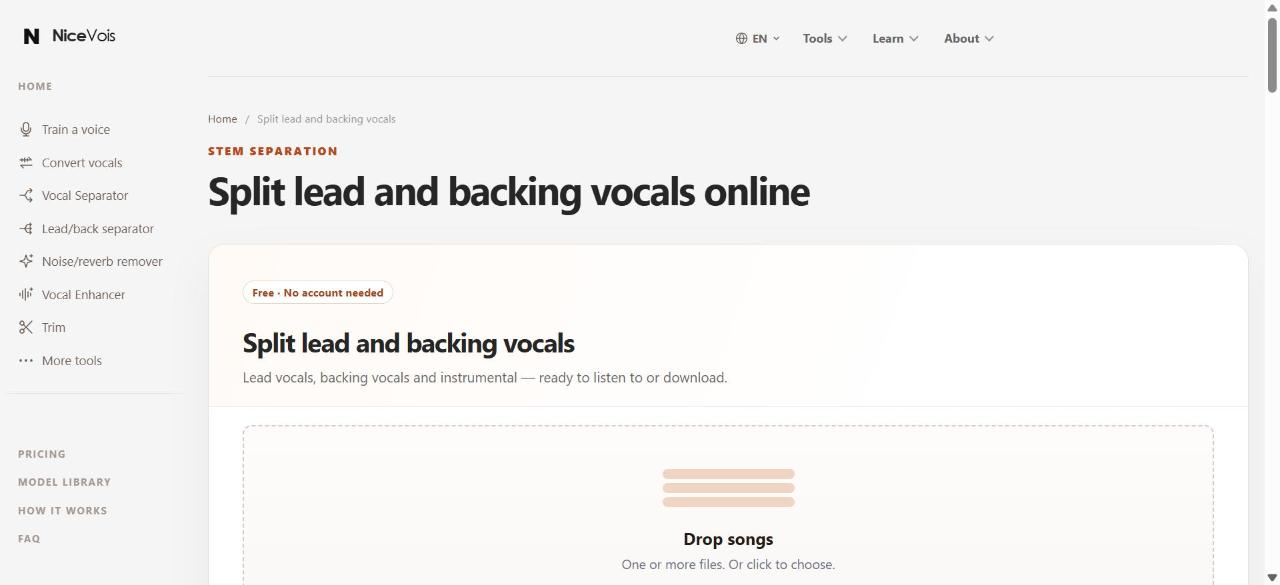 N NiceVois
EN
Tools
Learn
About
HOME
Train a voice
Convert vocals
Vocal Separator
Lead/back separator
Noise/reverb remover
Vocal Enhancer
Trim
More tools
PRICING
MODEL LIBRARY
HOW IT WORKS
FAQ
Home / Split lead and backing vocals
STEM SEPARATION
Split lead and backing vocals online
Free · No account needed
Split lead and backing vocals
Lead vocals, backing vocals and instrumental — ready to listen to or download.
Drop songs
One or more files. Or click to choose.